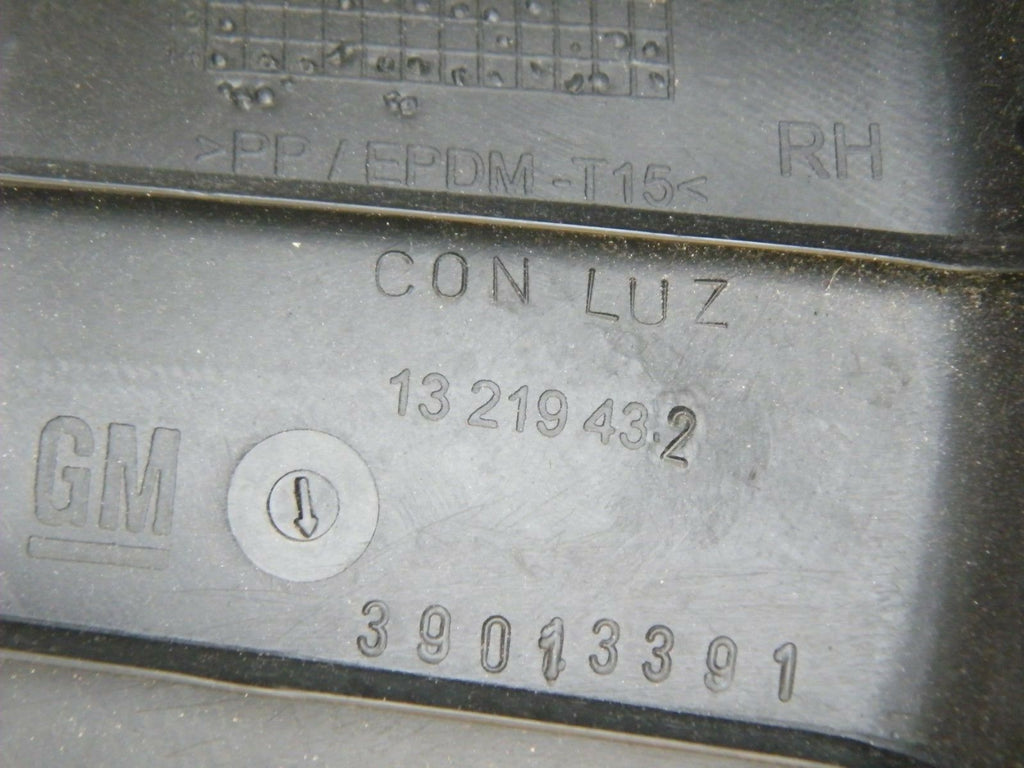 >PP / EPDM-T15<
RH
CON LUZ
13 219 43.2
GM
39013391